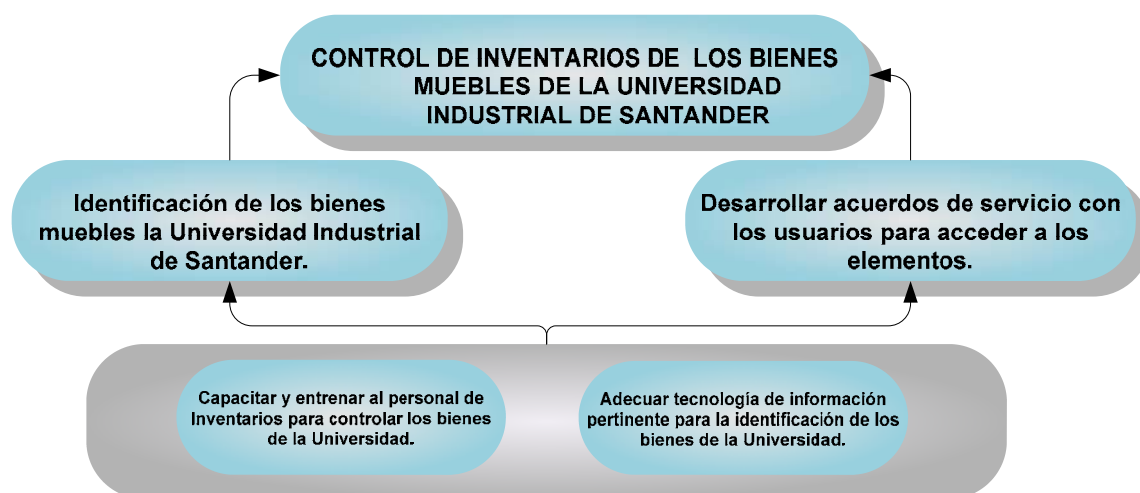 CONTROL DE INVENTARIOS DE LOS BIENES
MUEBLES DE LA UNIVERSIDAD
INDUSTRIAL DE SANTANDER
Identificación de los bienes
muebles la Universidad Industrial
de Santander.
Desarrollar acuerdos de servicio con
los usuarios para acceder a los
elementos.
Capacitar y entrenar al personal de
Inventarios para controlar los bienes
de la Universidad.
Adecuar tecnología de información
pertinente para la identificación de los
bienes de la Universidad.